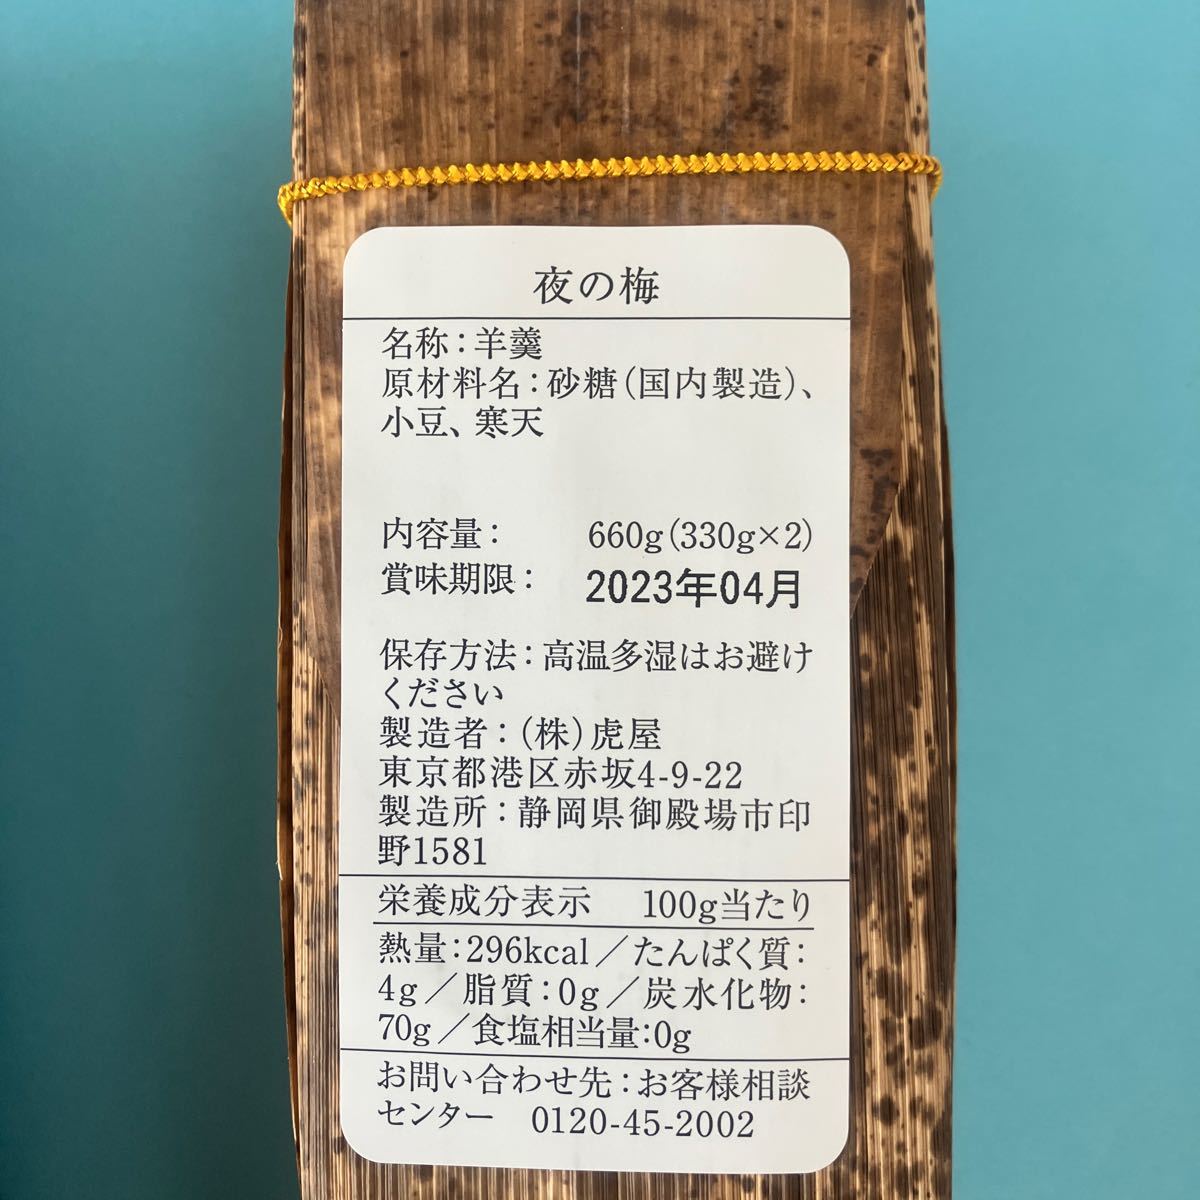 夜の梅
名称：羊羹
原材料名：砂糖（国内製造）、
小豆、寒天
内容量： 660g（330g×2）
賞味期限： 2023年04月
保存方法：高温多湿はお避け
ください
製造者：（株）虎屋
東京都港区赤坂4-9-22
製造所：静岡県御殿場市印
野1581
栄養成分表示 100g当たり
熱量：296kcal／たんぱく質：
4g／脂質：0g／炭水化物：
70g／食塩相当量：0g
お問い合わせ先：お客様相談
センター 0120-45-2002